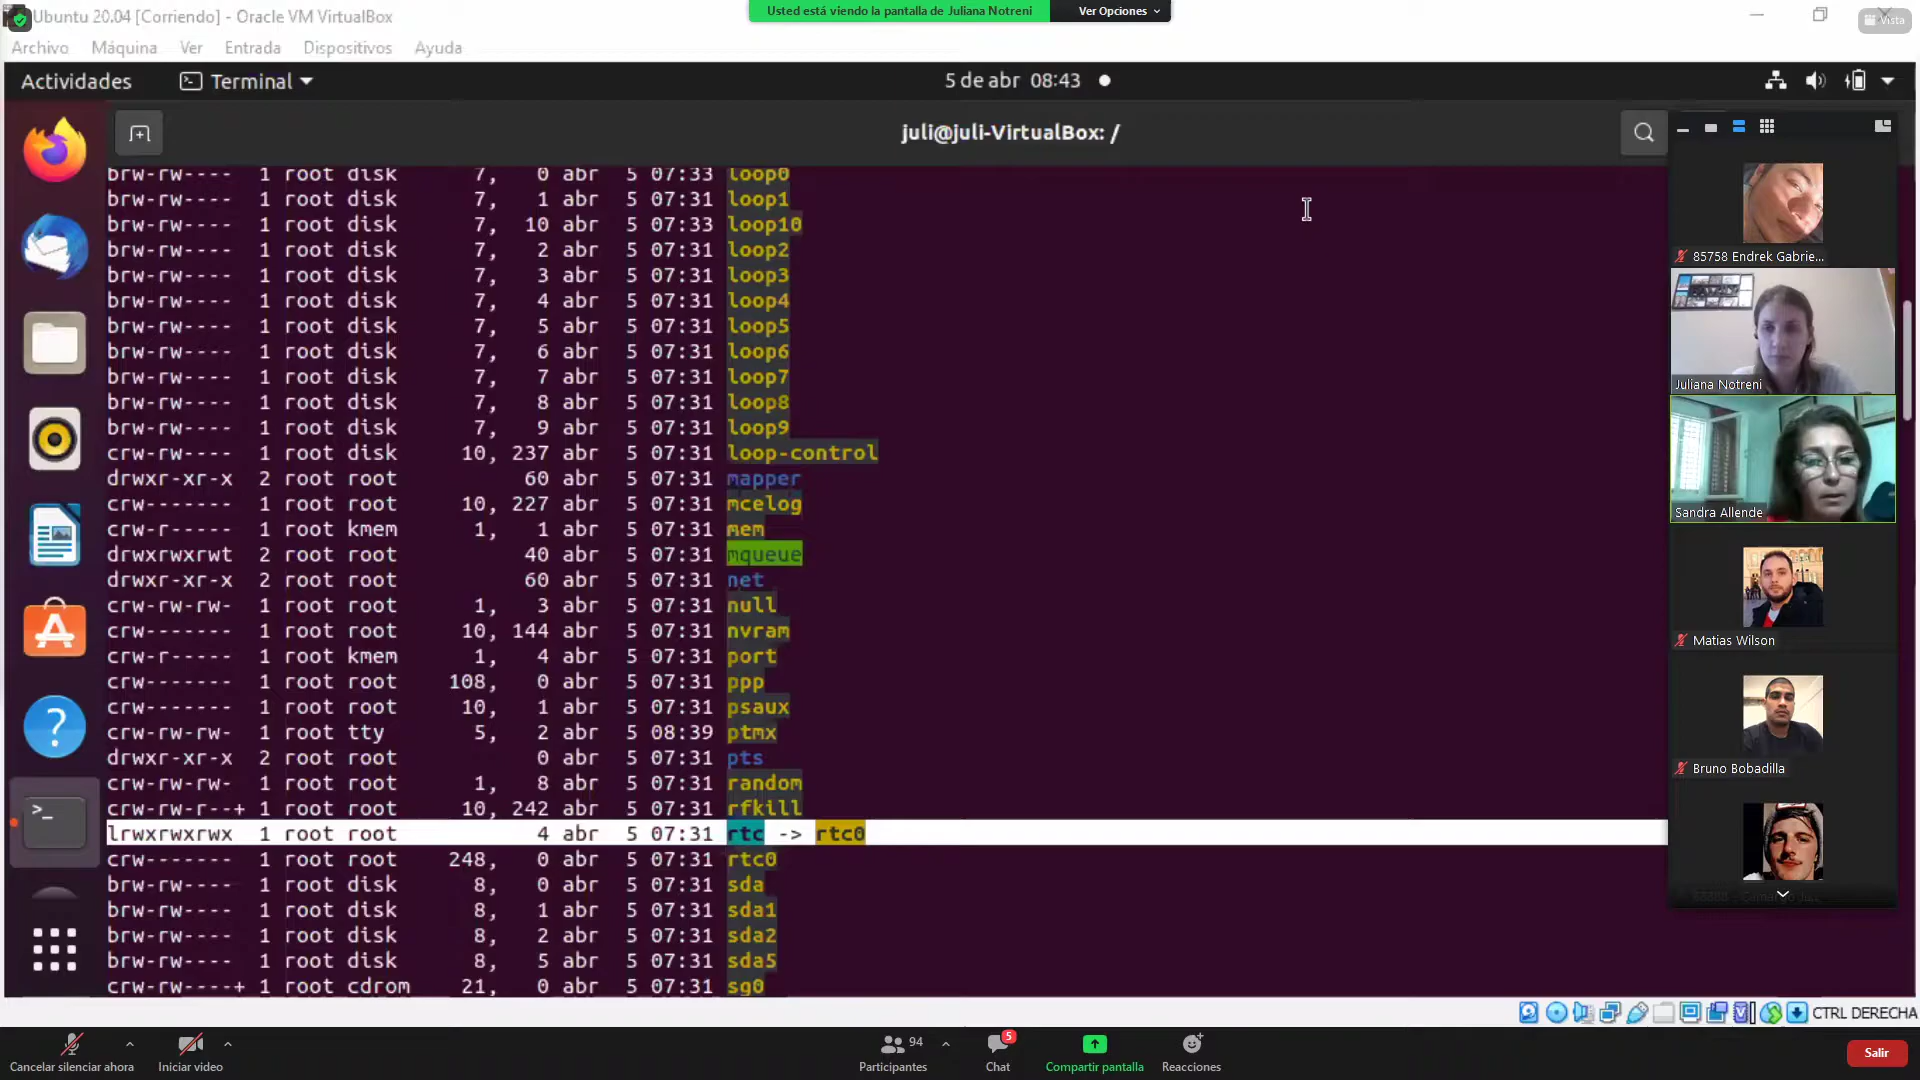 Ubuntu 20.04 [Corriendo] - Oracle VM VirtualBox
Usted está viendo la pantalla de Juliana Notreni
Ver Opciones
Vista
Archivo Máquina Ver Entrada Dispositivos Ayuda
Actividades
Terminal
5 de abr 08:43
juli@juli-VirtualBox: /
brw-rw---- 1 root disk 7, 0 abr 5 07:33 loop0
brw-rw---- 1 root disk 7, 1 abr 5 07:31 loop1
brw-rw---- 1 root disk 7, 10 abr 5 07:33 loop10
brw-rw---- 1 root disk 7, 2 abr 5 07:31 loop2
brw-rw---- 1 root disk 7, 3 abr 5 07:31 loop3
brw-rw---- 1 root disk 7, 4 abr 5 07:31 loop4
brw-rw---- 1 root disk 7, 5 abr 5 07:31 loop5
brw-rw---- 1 root disk 7, 6 abr 5 07:31 loop6
brw-rw---- 1 root disk 7, 7 abr 5 07:31 loop7
brw-rw---- 1 root disk 7, 8 abr 5 07:31 loop8
brw-rw---- 1 root disk 7, 9 abr 5 07:31 loop9
crw-rw---- 1 root disk 10, 237 abr 5 07:31 loop-control
drwxr-xr-x 2 root root 60 abr 5 07:31 mapper
crw------- 1 root root 10, 227 abr 5 07:31 mcelog
crw-r----- 1 root kmem 1, 1 abr 5 07:31 mem
drwxrwxrwt 2 root root 40 abr 5 07:31 mqueue
drwxr-xr-x 2 root root 60 abr 5 07:31 net
crw-rw-rw- 1 root root 1, 3 abr 5 07:31 null
crw------- 1 root root 10, 144 abr 5 07:31 nvram
crw-r----- 1 root kmem 1, 4 abr 5 07:31 port
crw------- 1 root root 108, 0 abr 5 07:31 ppp
crw------- 1 root root 10, 1 abr 5 07:31 psaux
crw-rw-rw- 1 root tty 5, 2 abr 5 08:39 ptmx
drwxr-xr-x 2 root root 0 abr 5 07:31 pts
crw-rw-rw- 1 root root 1, 8 abr 5 07:31 random
crw-rw-r--+ 1 root root 10, 242 abr 5 07:31 rfkill
lrwxrwxrwx 1 root root 4 abr 5 07:31 rtc -> rtc0
crw------- 1 root root 248, 0 abr 5 07:31 rtc0
brw-rw---- 1 root disk 8, 0 abr 5 07:31 sda
brw-rw---- 1 root disk 8, 1 abr 5 07:31 sda1
brw-rw---- 1 root disk 8, 2 abr 5 07:31 sda2
brw-rw---- 1 root disk 8, 5 abr 5 07:31 sda5
crw-rw----+ 1 root cdrom 21, 0 abr 5 07:31 sg0
85758 Endrek Gabrie...
Juliana Notreni
Sandra Allende
Matias Wilson
Bruno Bobadilla
CTRL DERECHA
Cancelar silenciar ahora
Iniciar video
94
Participantes
5
Chat
Compartir pantalla
Reacciones
Salir